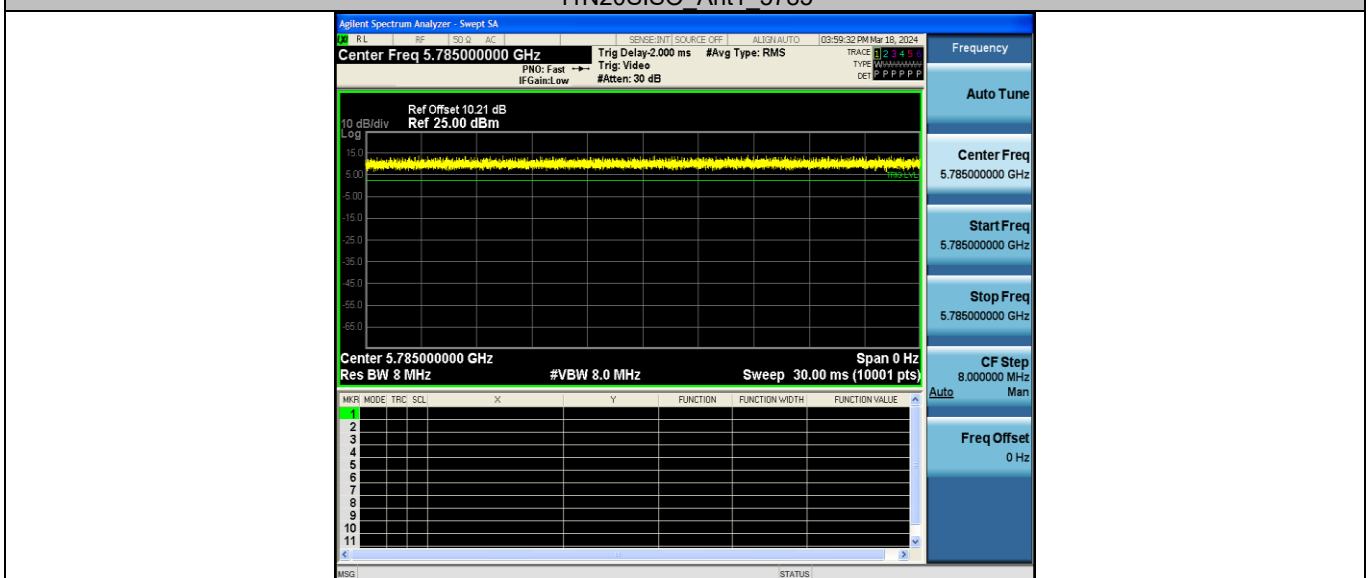 11N20SISO_Ant1_5785
Agilent Spectrum Analyzer - Swept SA
RL RF 50 Ω AC SENSE:INT SOURCE OFF ALIGNAUTO 03:59:32 PM Mar 18, 2024
Center Freq 5.785000000 GHz
PNO: Fast
IFGain:Low
Trig Delay-2.000 ms #Avg Type: RMS
Trig: Video
#Atten: 30 dB
TRACE 1 2 3 4 5 6
TYPE
DET P P P P P P
Ref Offset 10.21 dB
10 dB/div Ref 25.00 dBm
Log
15.0
5.00
TRIG LVL
-5.00
-15.0
-25.0
-35.0
-45.0
-55.0
-65.0
Center 5.785000000 GHz Span 0 Hz
Res BW 8 MHz #VBW 8.0 MHz Sweep 30.00 ms (10001 pts)
MKR MODE TRC SCL X Y FUNCTION FUNCTION WIDTH FUNCTION VALUE
1
2
3
4
5
6
7
8
9
10
11
MSG STATUS
Frequency
Auto Tune
Center Freq
5.785000000 GHz
Start Freq
5.785000000 GHz
Stop Freq
5.785000000 GHz
CF Step
8.000000 MHz
Auto Man
Freq Offset
0 Hz